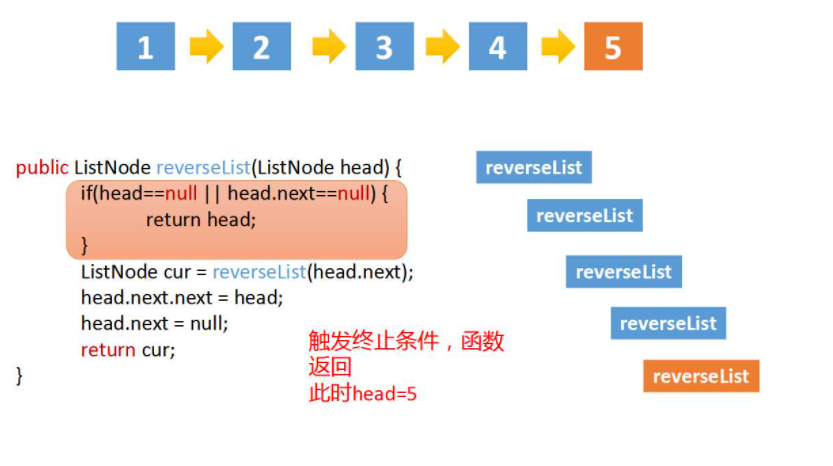 1 2 3 4 5
public ListNode reverseList(ListNode head) {
if(head==null || head.next==null) {
return head;
}
ListNode cur = reverseList(head.next);
head.next.next = head;
head.next = null;
return cur;
}
reverseList
reverseList
reverseList
reverseList
reverseList
触发终止条件，函数
返回
此时head=5